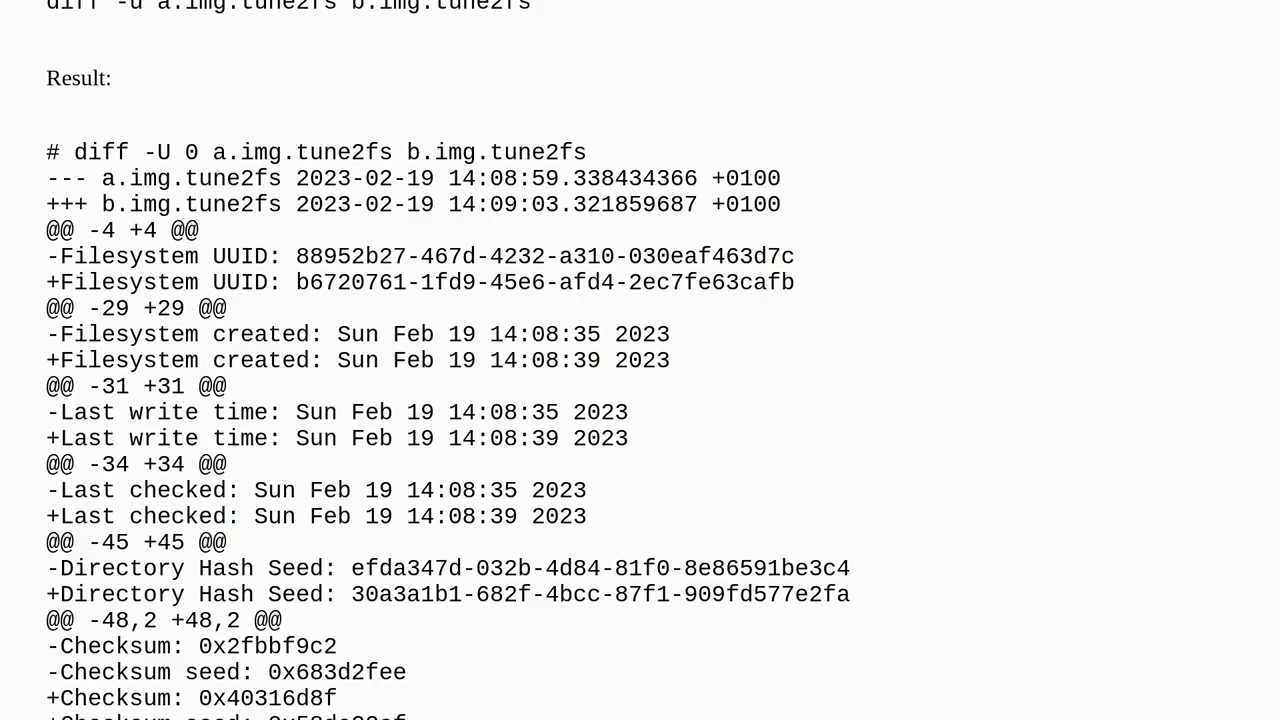 diff -u a.img.tune2fs b.img.tune2fs
Result:
# diff -U 0 a.img.tune2fs b.img.tune2fs
--- a.img.tune2fs 2023-02-19 14:08:59.338434366 +0100
+++ b.img.tune2fs 2023-02-19 14:09:03.321859687 +0100
@@ -4 +4 @@
-Filesystem UUID: 88952b27-467d-4232-a310-030eaf463d7c
+Filesystem UUID: b6720761-1fd9-45e6-afd4-2ec7fe63cafb
@@ -29 +29 @@
-Filesystem created: Sun Feb 19 14:08:35 2023
+Filesystem created: Sun Feb 19 14:08:39 2023
@@ -31 +31 @@
-Last write time: Sun Feb 19 14:08:35 2023
+Last write time: Sun Feb 19 14:08:39 2023
@@ -34 +34 @@
-Last checked: Sun Feb 19 14:08:35 2023
+Last checked: Sun Feb 19 14:08:39 2023
@@ -45 +45 @@
-Directory Hash Seed: efda347d-032b-4d84-81f0-8e86591be3c4
+Directory Hash Seed: 30a3a1b1-682f-4bcc-87f1-909fd577e2fa
@@ -48,2 +48,2 @@
-Checksum: 0x2fbbf9c2
-Checksum seed: 0x683d2fee
+Checksum: 0x40316d8f
+Checksum seed: